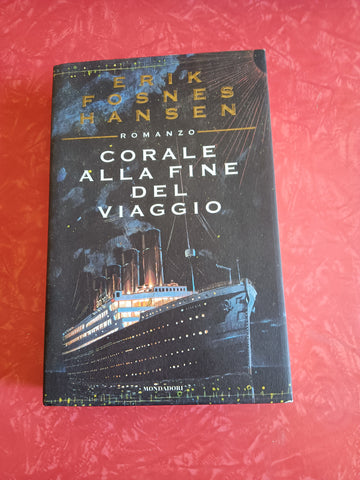 ERIK
FOSNES
HANSEN
ROMANZO
CORALE
ALLA FINE
DEL
VIAGGIO
MONDADORI